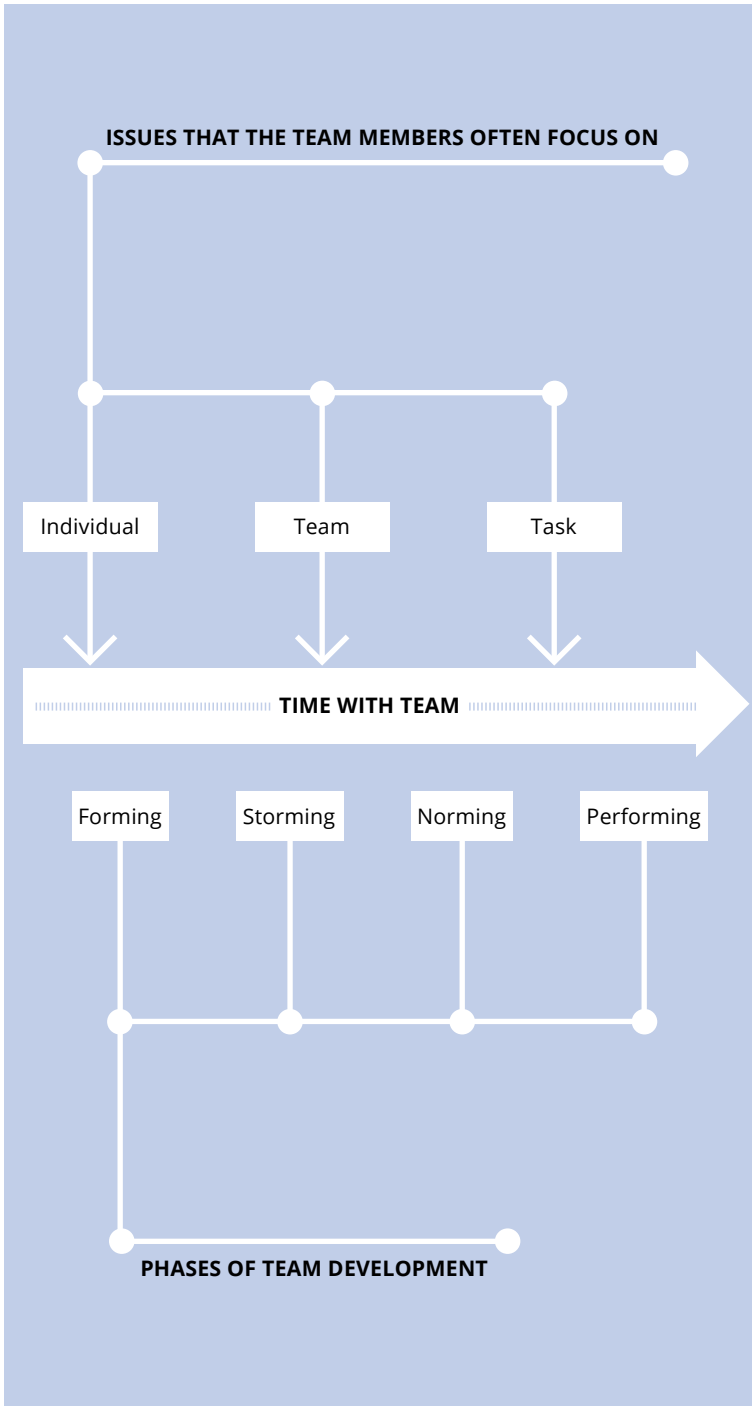 ISSUES THAT THE TEAM MEMBERS OFTEN FOCUS ON
Individual
Team
Task
TIME WITH TEAM
Forming
Storming
Norming
Performing
PHASES OF TEAM DEVELOPMENT